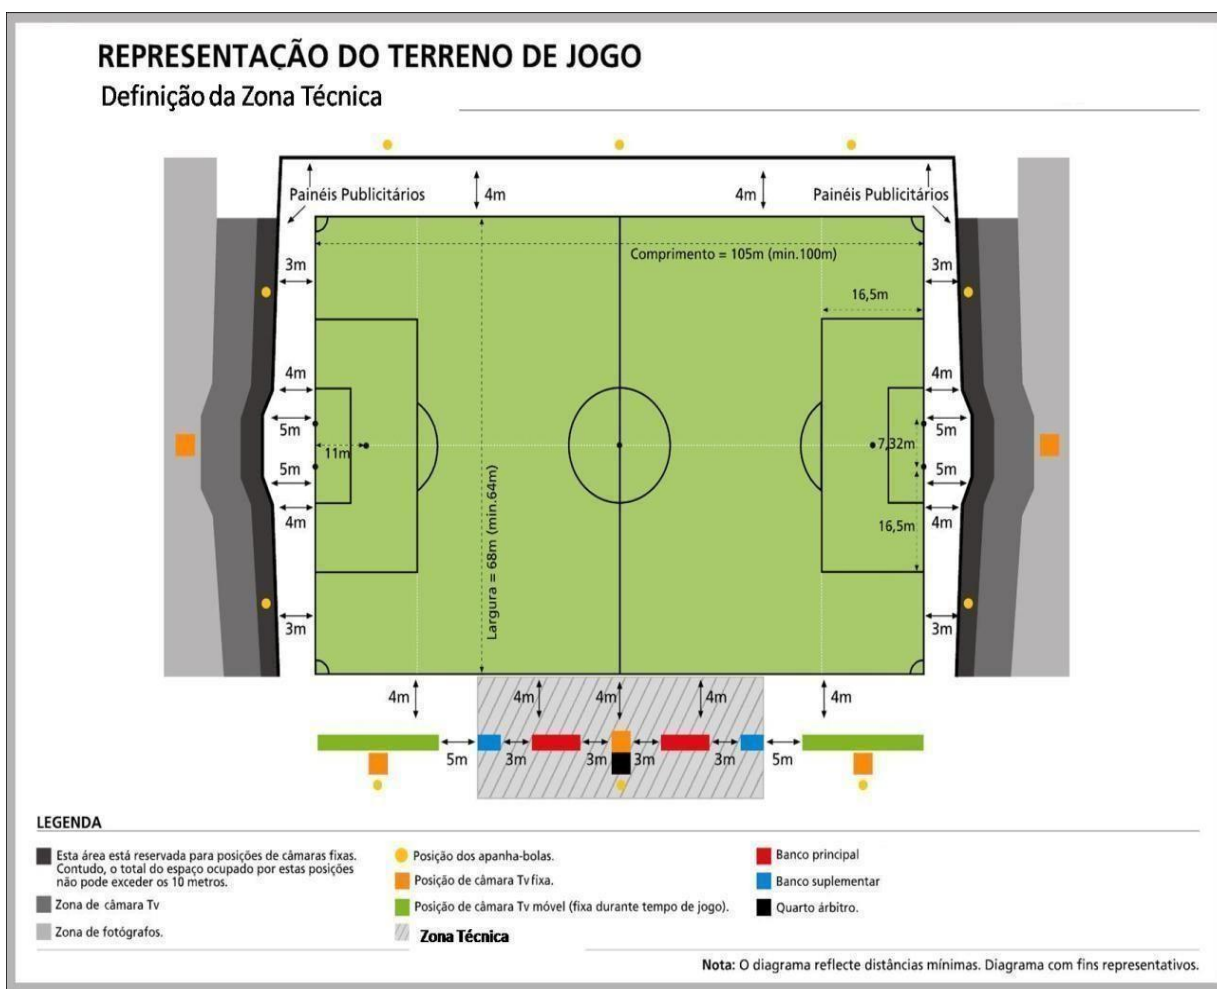 REPRESENTAÇÃO DO TERRENO DE JOGO
Definição da Zona Técnica
Painéis Publicitários
4m
4m
Painéis Publicitários
Comprimento = 105m (min.100m)
3m
3m
16,5m
4m
4m
5m
5m
11m
7,32m
5m
5m
4m
4m
16,5m
Largura = 68m (min.64m)
3m
3m
4m
4m
4m
4m
4m
5m
3m
3m
3m
3m
5m
LEGENDA
Esta área está reservada para posições de câmaras fixas.
Contudo, o total do espaço ocupado por estas posições
não pode exceder os 10 metros.
Zona de câmara Tv
Zona de fotógrafos.
Posição dos apanha-bolas.
Posição de câmara Tv fixa.
Posição de câmara Tv móvel (fixa durante tempo de jogo).
Zona Técnica
Banco principal
Banco suplementar
Quarto árbitro.
Nota: O diagrama reflecte distâncias mínimas. Diagrama com fins representativos.